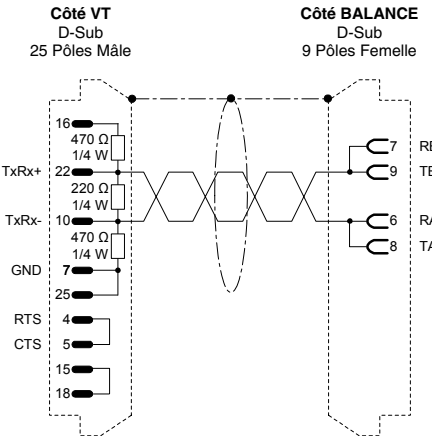 Côté VT
D-Sub
25 Pôles Mâle
Côté BALANCE
D-Sub
9 Pôles Femelle
16
470 Ω
1/4 W
TxRx+ 22
220 Ω
1/4 W
TxRx- 10
470 Ω
1/4 W
GND 7
25
RTS 4
CTS 5
15
18
7
9
6
8